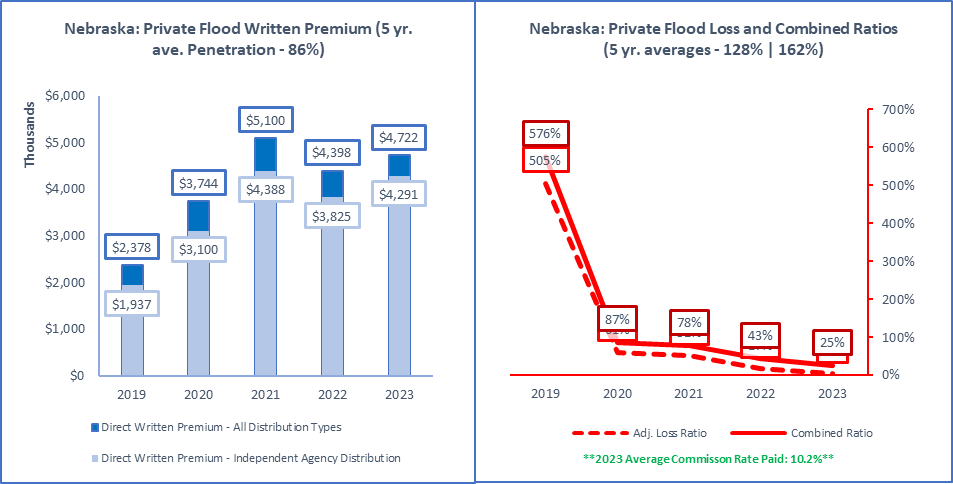 Nebraska: Private Flood Written Premium (5 yr.
ave. Penetration - 86%)
Thousands
$6,000
$5,000
$4,000
$3,000
$2,000
$1,000
$0
$2,378
$1,937
$3,744
$3,100
$5,100
$4,388
$4,398
$3,825
$4,722
$4,291
2019 2020 2021 2022 2023
Direct Written Premium - All Distribution Types
Direct Written Premium - Independent Agency Distribution
Nebraska: Private Flood Loss and Combined Ratios
(5 yr. averages - 128% | 162%)
700%
600%
500%
400%
300%
200%
100%
0%
576%
505%
87%
78%
43%
25%
2019 2020 2021 2022 2023
Adj. Loss Ratio Combined Ratio
**2023 Average Commisson Rate Paid: 10.2%**